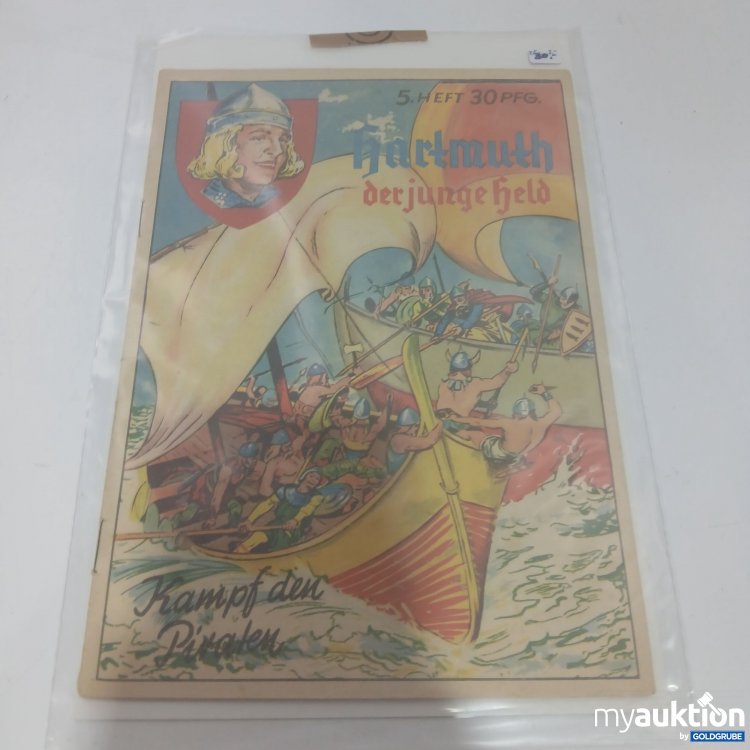 5. HEFT 30 PFG.
Hartmuth
der junge Held
Kampf den
Piraten
myauktion
by GOLDGRUBE